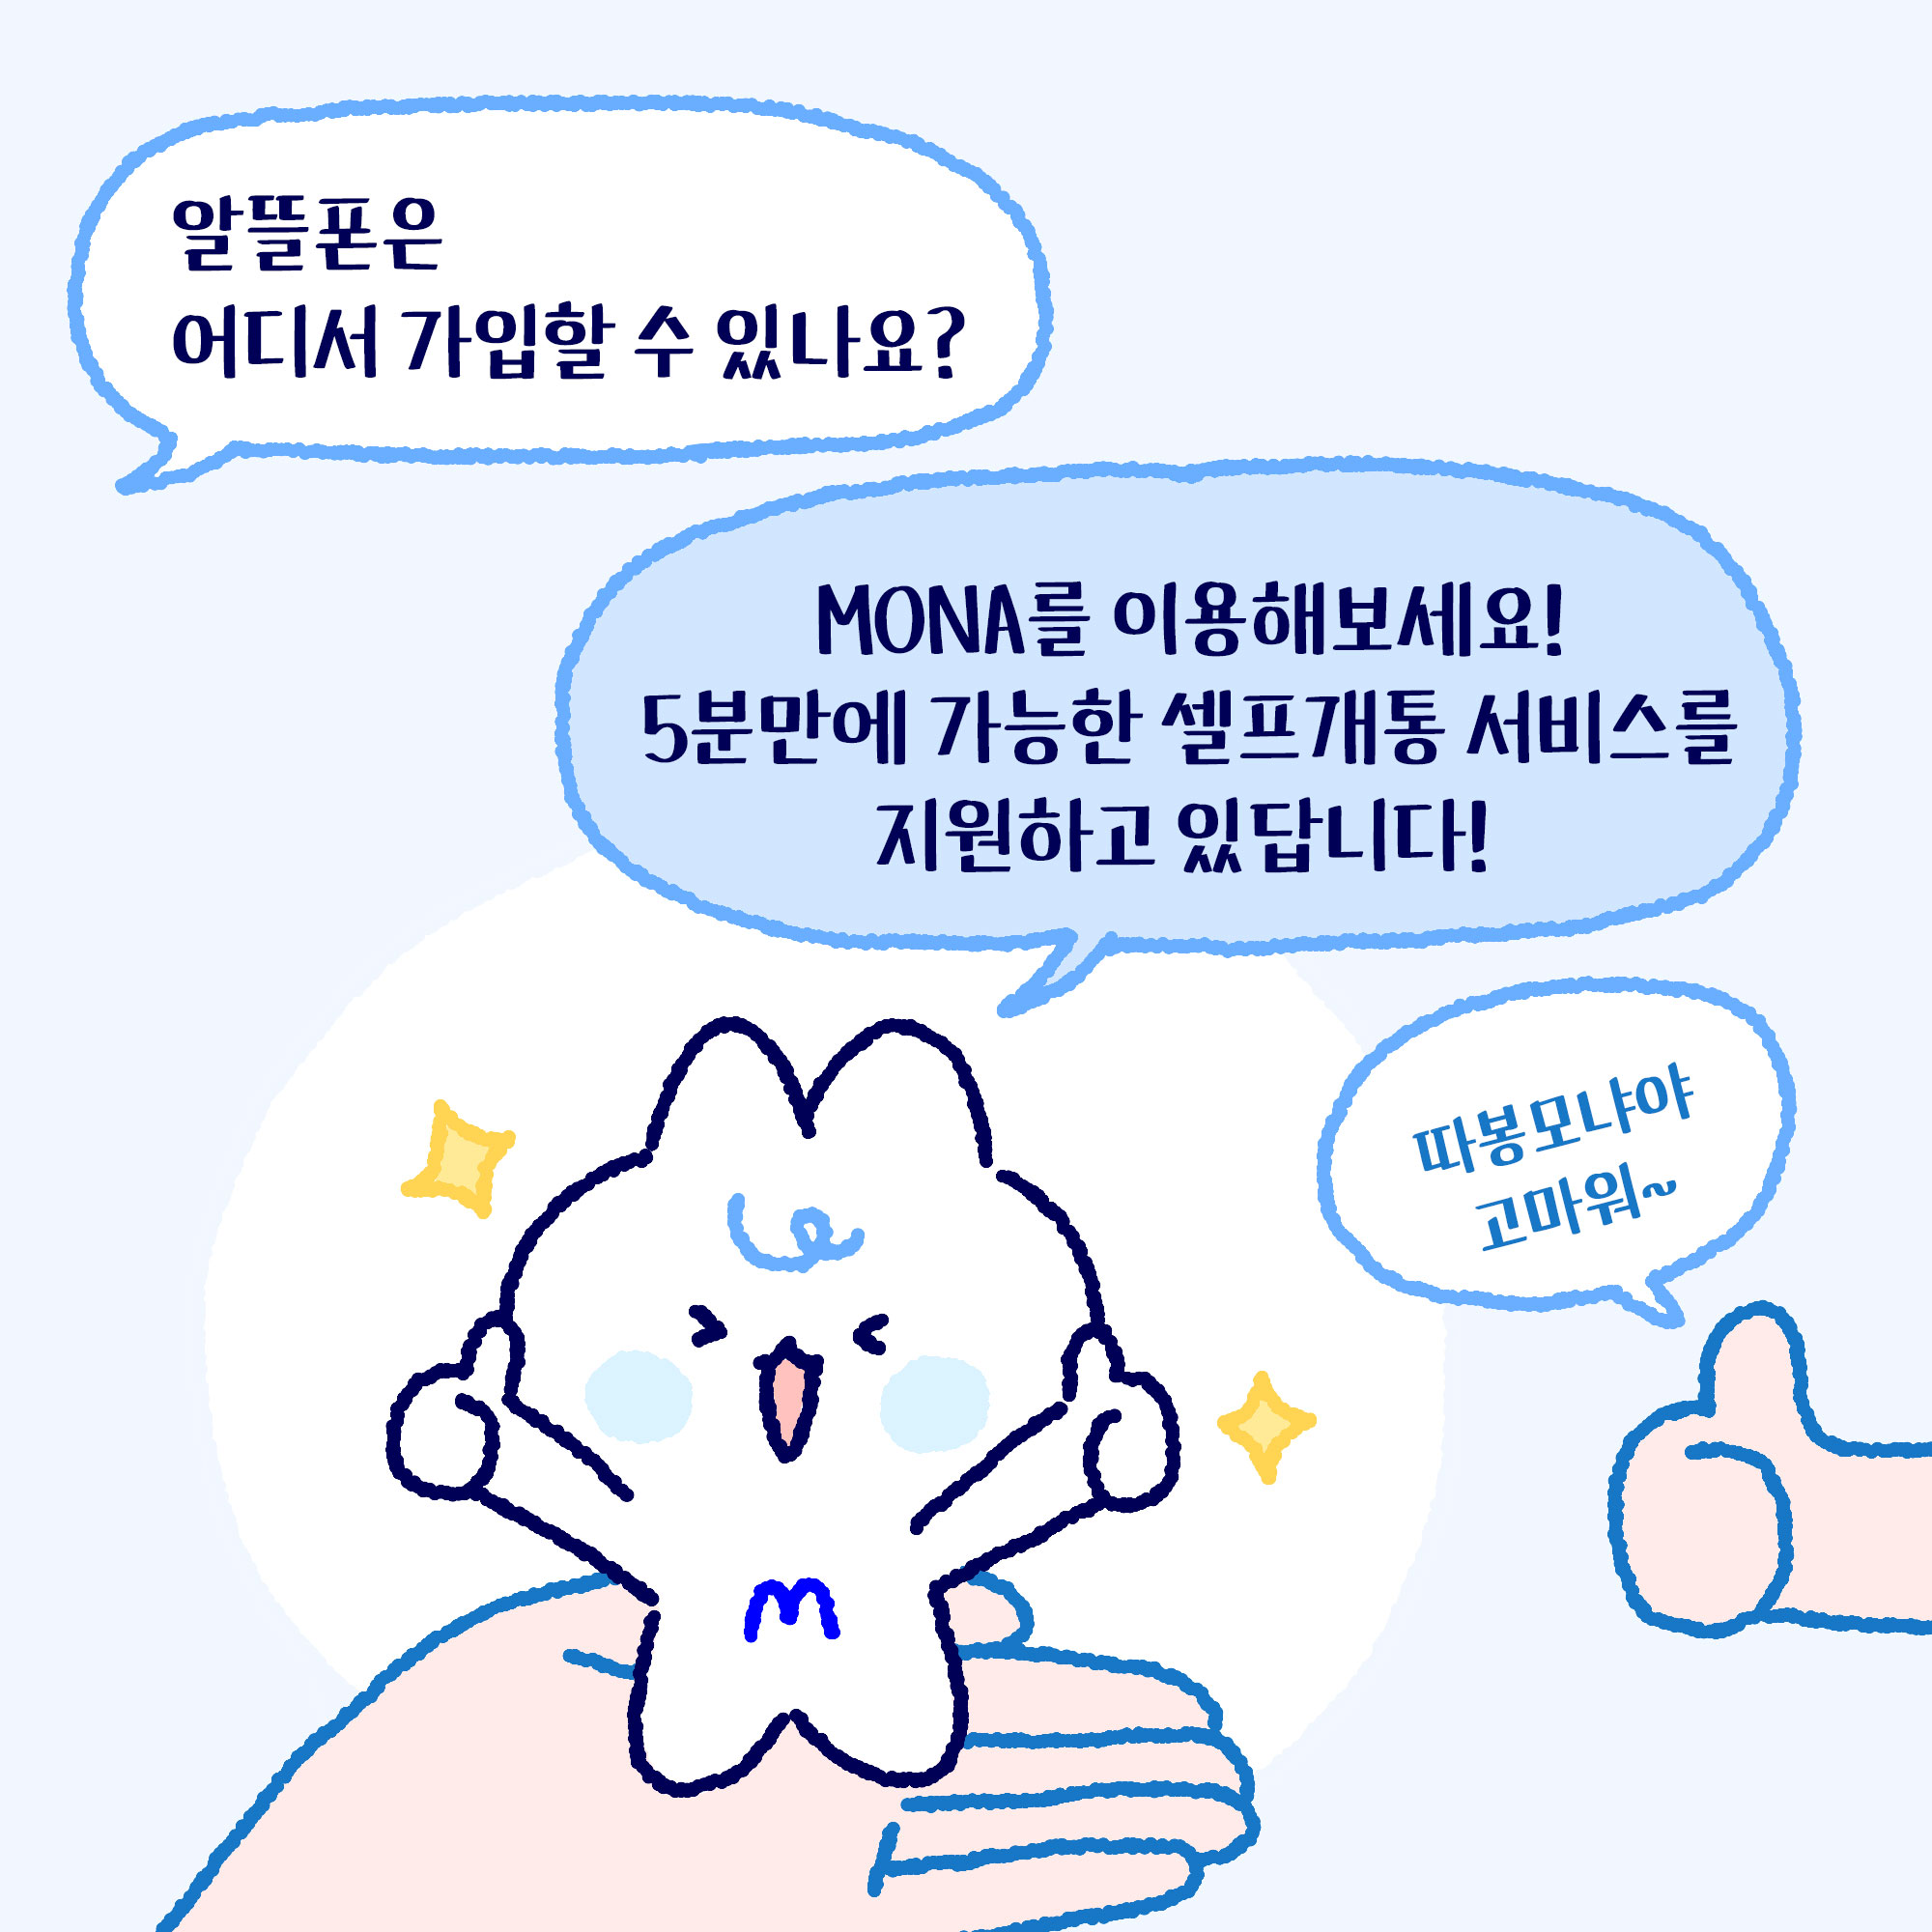 알뜰폰은
어디서 가입할 수 있나요?
MONA를 이용해보세요!
5분만에 가능한 셀프개통 서비스를
지원하고 있답니다!
따봉모나야
고마워~
m